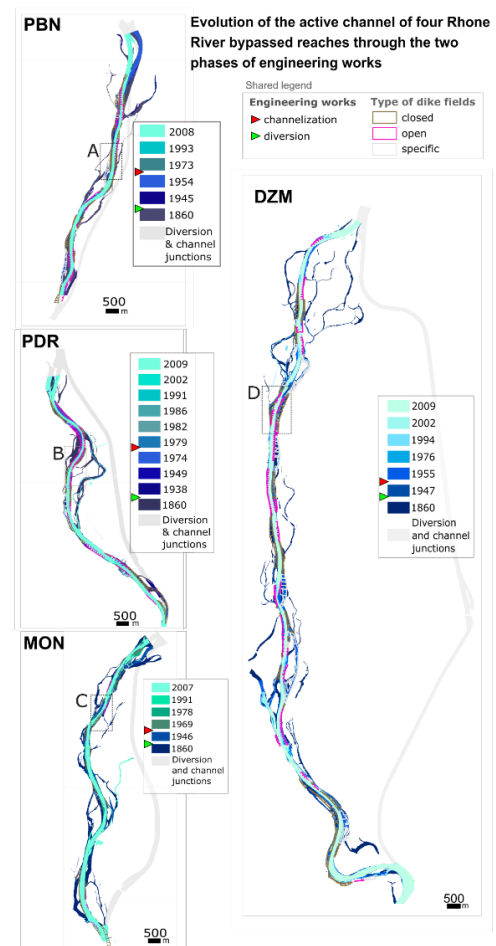 PBN
Evolution of the active channel of four Rhone
River bypassed reaches through the two
phases of engineering works
Shared legend
Engineering works
channelization
diversion
Type of dike fields
closed
open
specific
A
2008
1993
1973
1954
1945
1860
Diversion
& channel
junctions
500
m
PDR
B
2009
2002
1991
1986
1982
1979
1974
1949
1938
1860
Diversion
& channel
junctions
500
m
MON
C
2007
1991
1978
1969
1946
1860
Diversion
and channel
junctions
500
m
DZM
D
2009
2002
1994
1976
1955
1947
1860
Diversion
and channel
junctions
500
m